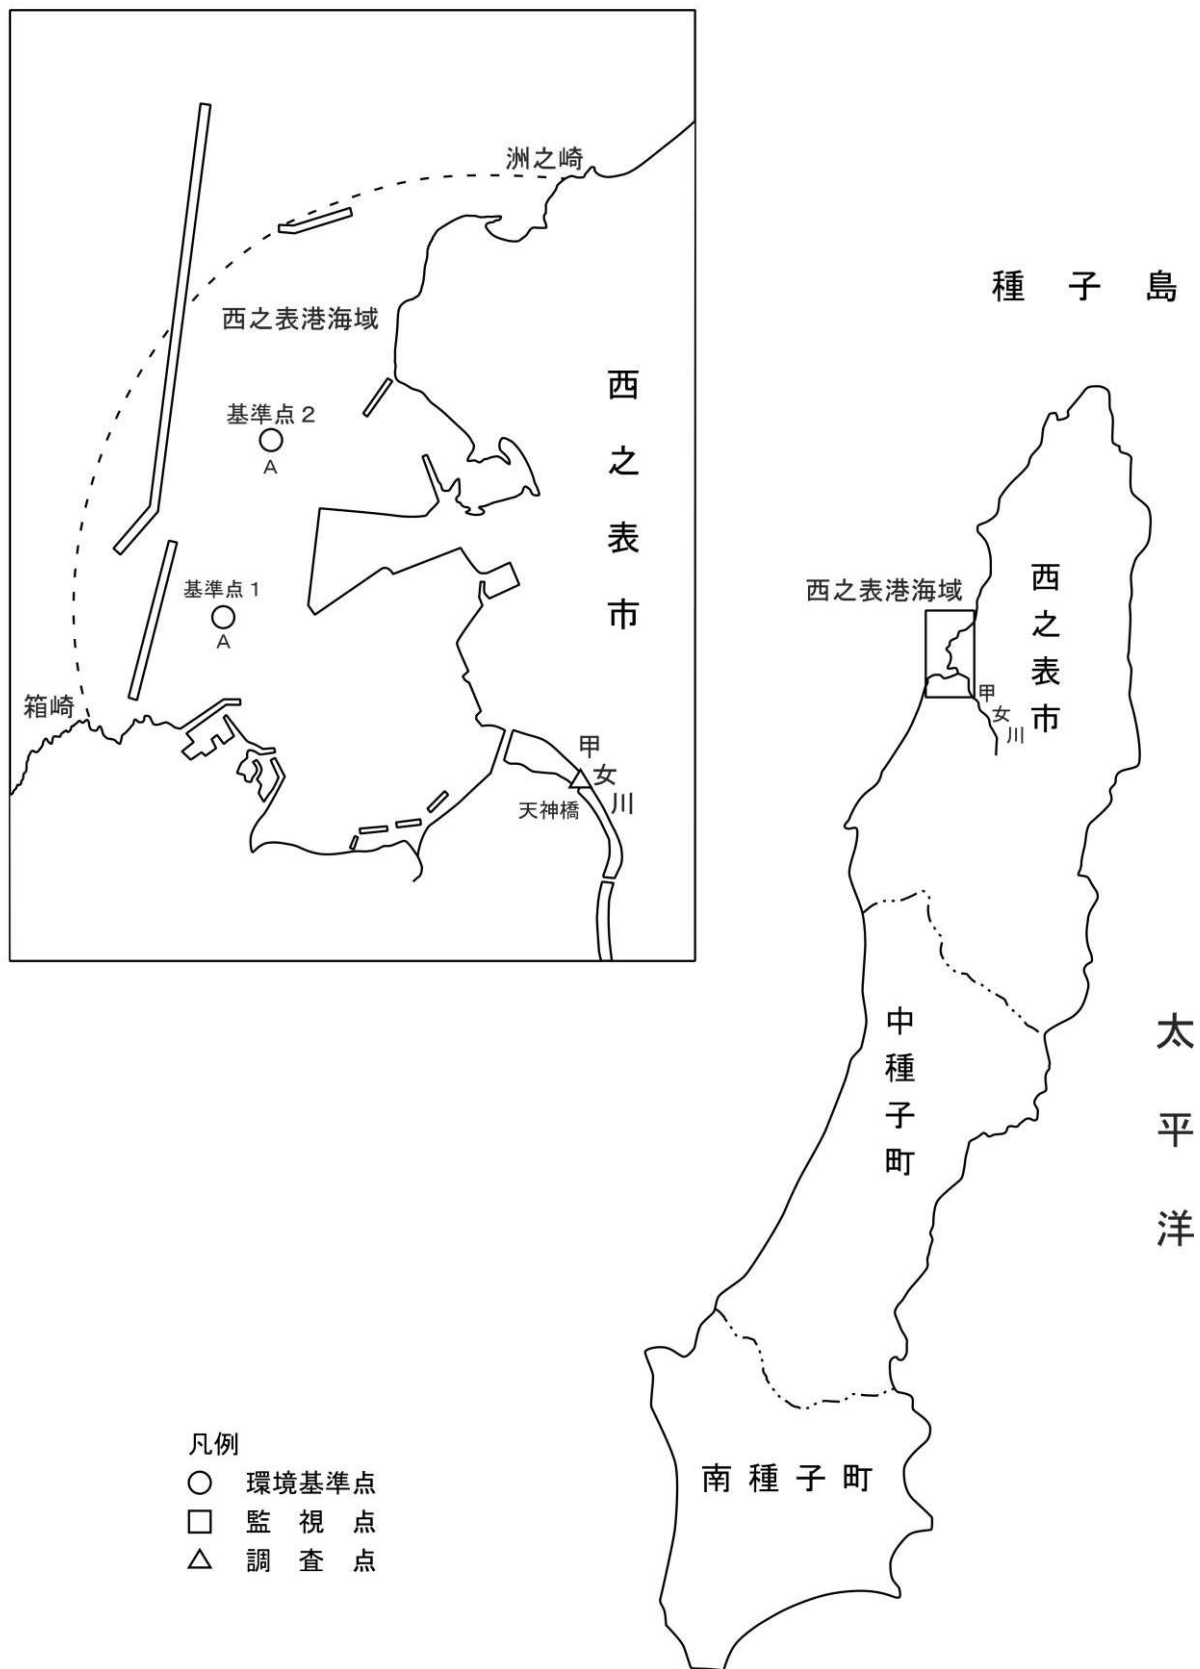 洲之崎
西之表港海域
基準点2
A
基準点1
A
箱崎
西之表市
甲女川
天神橋
種子島
西之表港海域
西之表市
甲女川
中種子町
太平洋
南種子町
凡例
○ 環境基準点
□ 監視点
△ 調査点